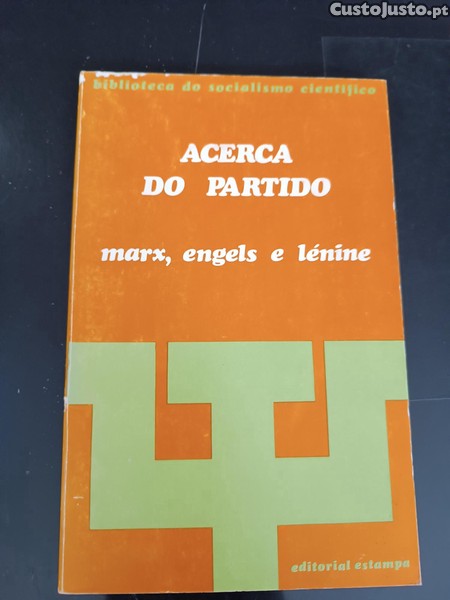 CustoJusto.pt
biblioteca do socialismo científico
ACERCA
DO PARTIDO
marx, engels e lénine
editorial estampa